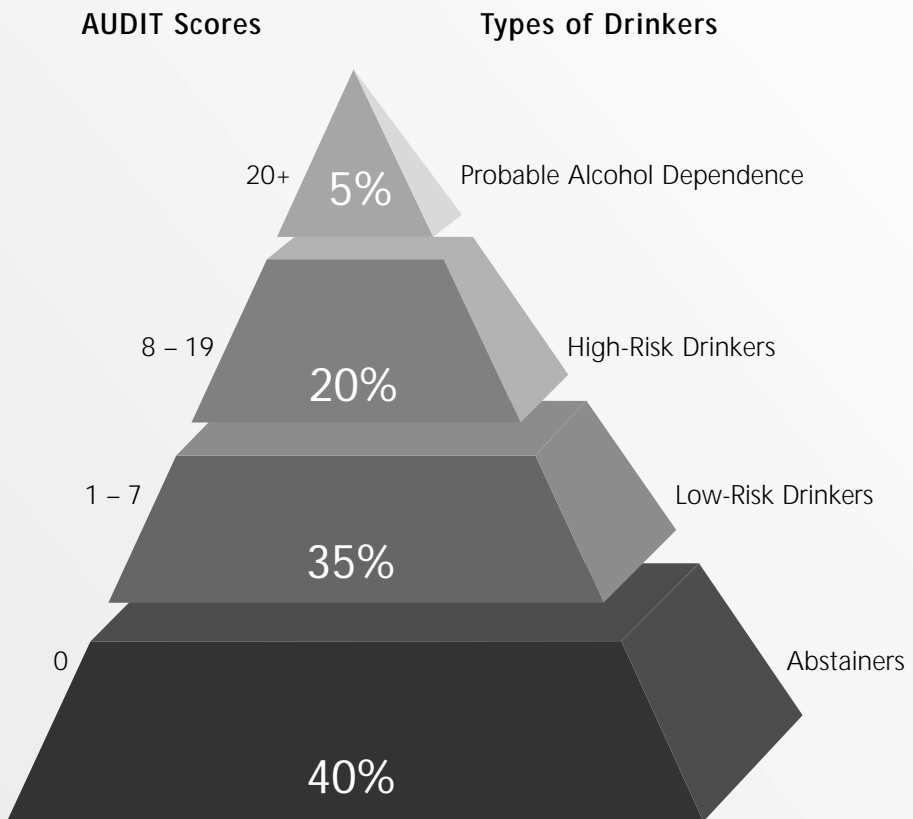 AUDIT Scores Types of Drinkers
20+ 5% Probable Alcohol Dependence
8 – 19 20% High-Risk Drinkers
1 – 7 35% Low-Risk Drinkers
0 40% Abstainers